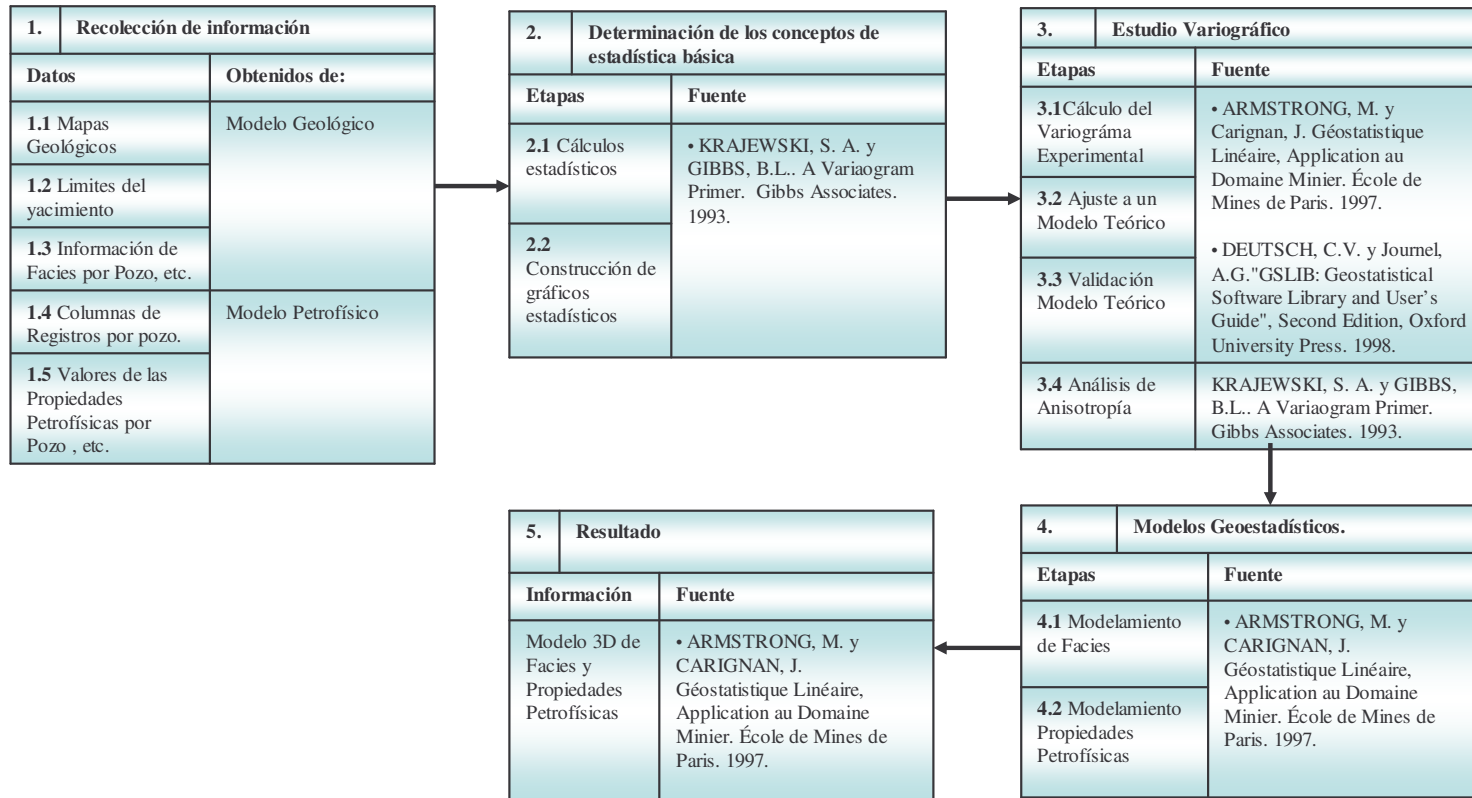 1. Recolección de información
Datos
Obtenidos de:
1.1 Mapas
Geológicos
Modelo Geológico
1.2 Limites del
yacimiento
1.3 Información de
Facies por Pozo, etc.
1.4 Columnas de
Registros por pozo.
Modelo Petrofísico
1.5 Valores de las
Propiedades
Petrofísicas por
Pozo , etc.
2. Determinación de los conceptos de
estadística básica
Etapas
Fuente
2.1 Cálculos
estadísticos
• KRAJEWSKI, S. A. y
GIBBS, B.L.. A Variaogram
Primer. Gibbs Associates.
1993.
2.2
Construcción de
gráficos
estadísticos
3. Estudio Variográfico
Etapas
Fuente
3.1Cálculo del
Variográma
Experimental
• ARMSTRONG, M. y
Carignan, J. Géostatistique
Linéaire, Application au
Domaine Minier. École de
Mines de Paris. 1997.
3.2 Ajuste a un
Modelo Teórico
• DEUTSCH, C.V. y Journel,
A.G."GSLIB: Geostatistical
Software Library and User's
Guide", Second Edition, Oxford
University Press. 1998.
3.3 Validación
Modelo Teórico
3.4 Análisis de
Anisotropía
KRAJEWSKI, S. A. y GIBBS,
B.L.. A Variaogram Primer.
Gibbs Associates. 1993.
4. Modelos Geoestadísticos.
Etapas
Fuente
4.1 Modelamiento
de Facies
• ARMSTRONG, M. y
CARIGNAN, J.
Géostatistique Linéaire,
Application au Domaine
Minier. École de Mines de
Paris. 1997.
4.2 Modelamiento
Propiedades
Petrofísicas
5. Resultado
Información
Fuente
Modelo 3D de
Facies y
Propiedades
Petrofísicas
• ARMSTRONG, M. y
CARIGNAN, J.
Géostatistique Linéaire,
Application au Domaine
Minier. École de Mines de
Paris. 1997.